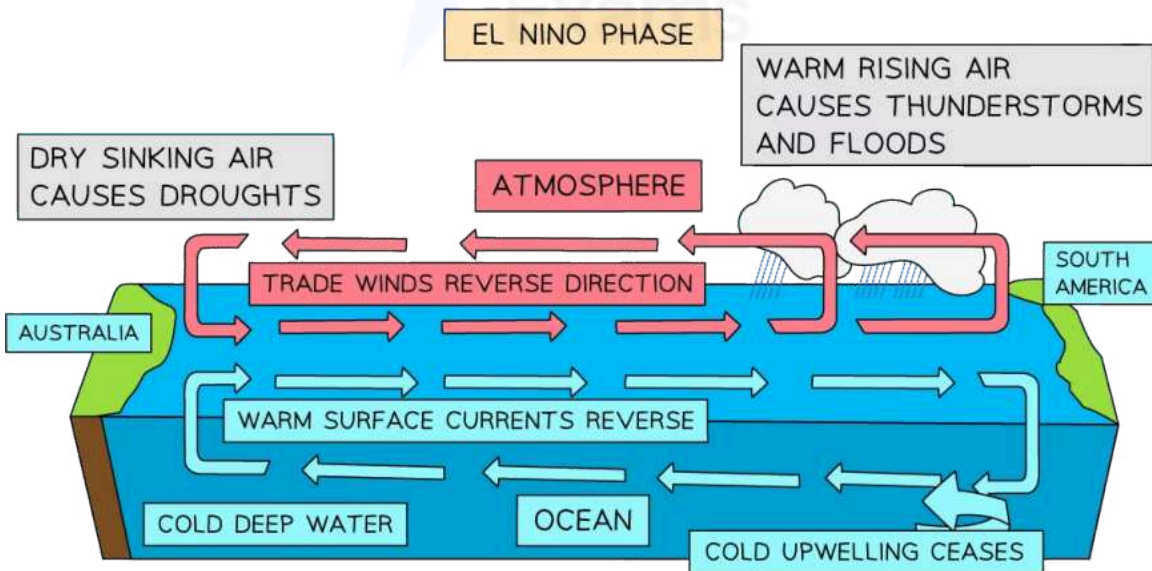 EL NINO PHASE
WARM RISING AIR
CAUSES THUNDERSTORMS
AND FLOODS
DRY SINKING AIR
CAUSES DROUGHTS
ATMOSPHERE
TRADE WINDS REVERSE DIRECTION
SOUTH
AMERICA
AUSTRALIA
WARM SURFACE CURRENTS REVERSE
COLD DEEP WATER
OCEAN
COLD UPWELLING CEASES